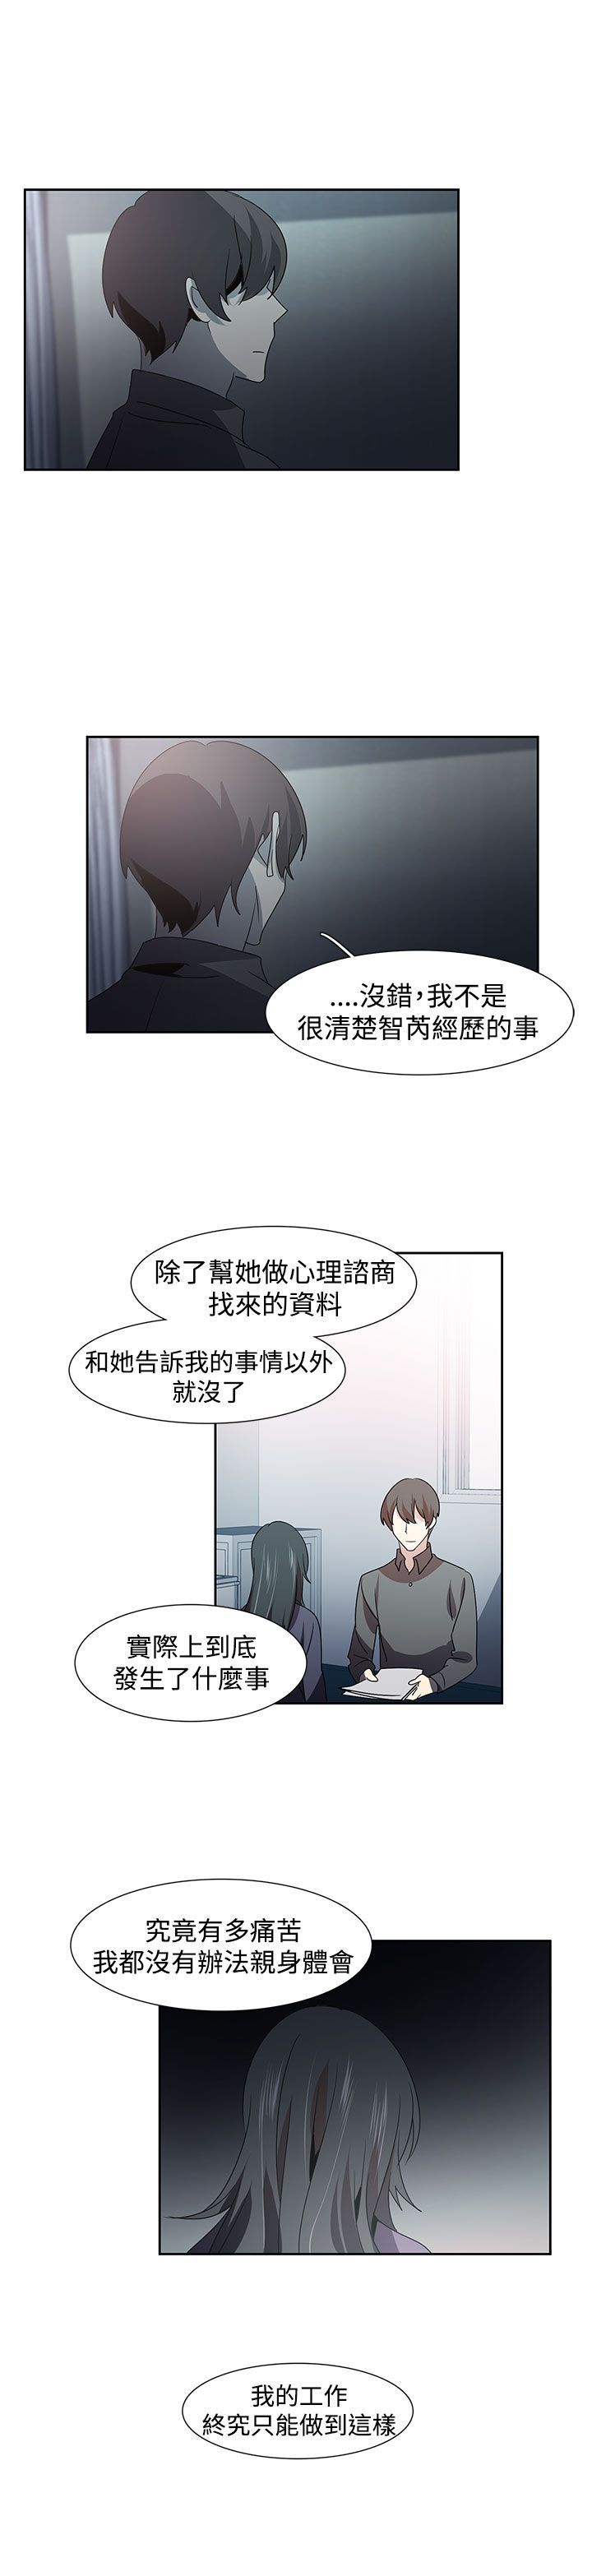 ....沒錯，我不是
很清楚智芮經歷的事
除了幫她做心理諮商
找來的資料
和她告訴我的事情以外
就沒了
實際上到底
發生了什麼事
究竟有多痛苦
我都沒有辦法親身體會
我的工作
終究只能做到這樣